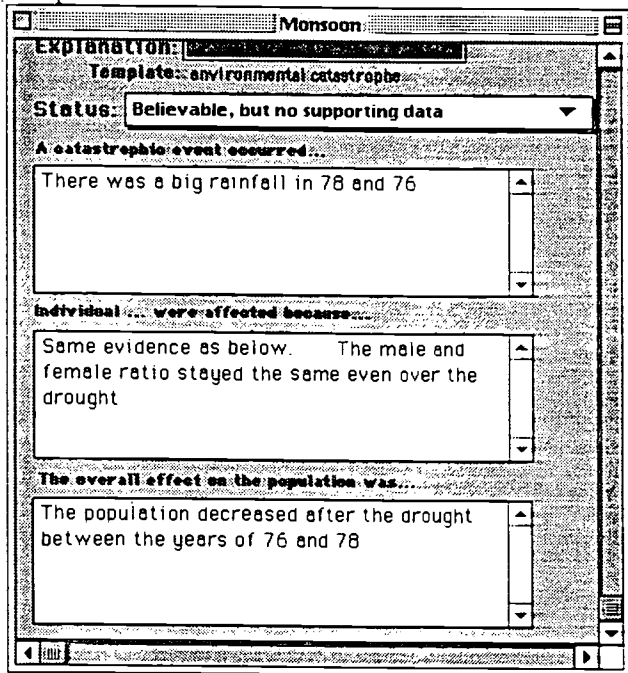 Monsoon
Explanation:
Template: environmental catastrophe
Status: Believable, but no supporting data
A catastrophic event occurred...
There was a big rainfall in 78 and 76
Individual ... were affected because...
Same evidence as below. The male and
female ratio stayed the same even over the
drought
The overall effect on the population was...
The population decreased after the drought
between the years of 76 and 78